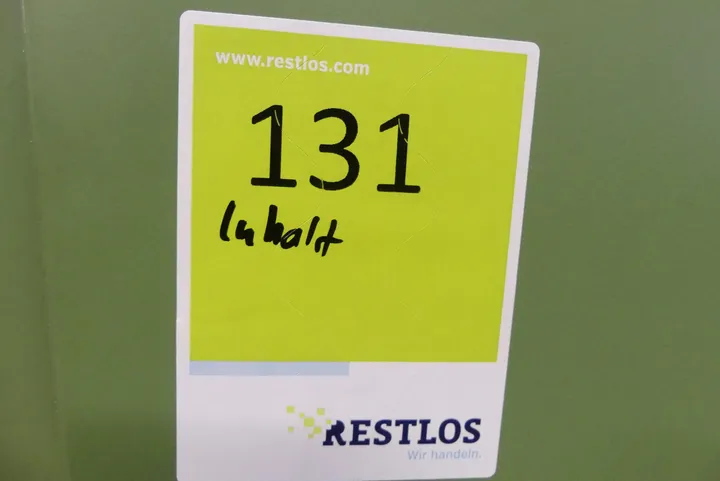 www.restlos.com
131
Inhalt
RESTLOS
Wir handeln.